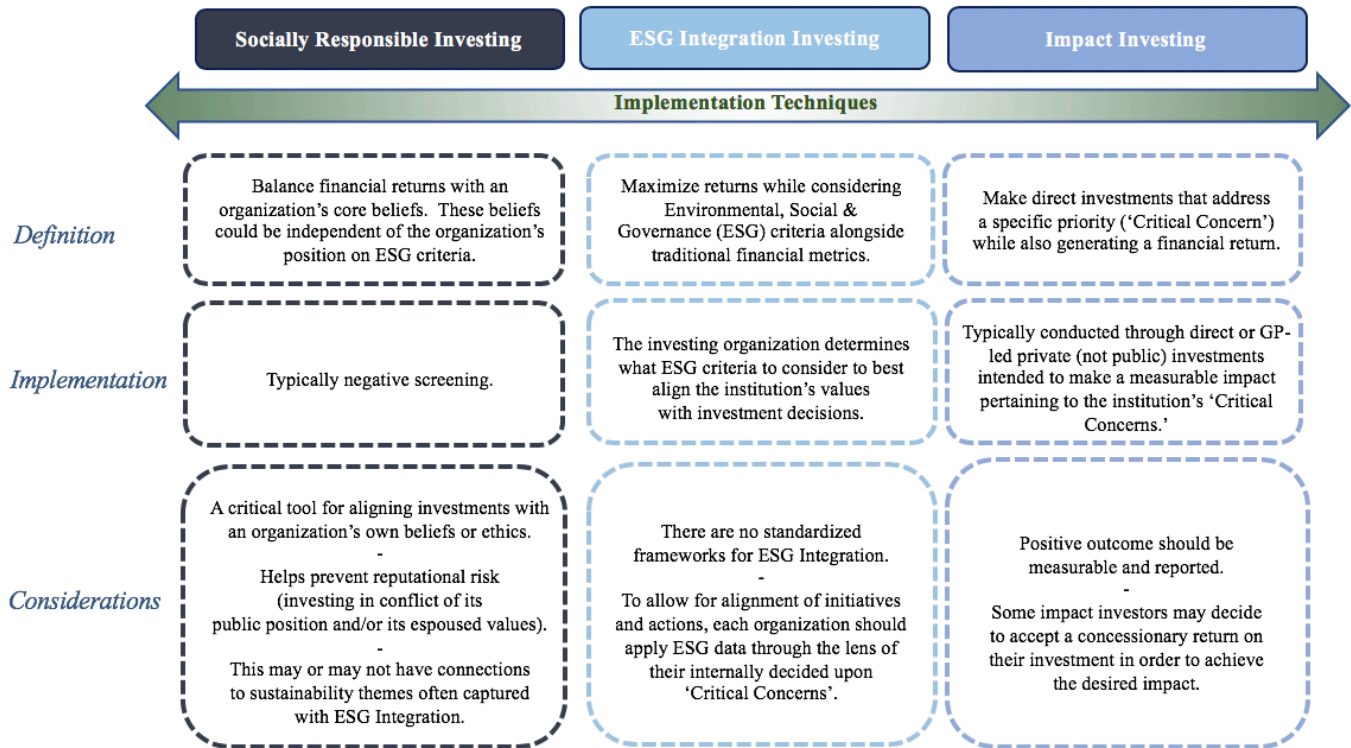 Socially Responsible Investing
ESG Integration Investing
Impact Investing
Implementation Techniques
Definition
Balance financial returns with an
organization’s core beliefs. These beliefs
could be independent of the organization’s
position on ESG criteria.
Maximize returns while considering
Environmental, Social &
Governance (ESG) criteria alongside
traditional financial metrics.
Make direct investments that address
a specific priority (‘Critical Concern’)
while also generating a financial return.
Implementation
Typically negative screening.
The investing organization determines
what ESG criteria to consider to best
align the institution’s values
with investment decisions.
Typically conducted through direct or GP-
led private (not public) investments
intended to make a measurable impact
pertaining to the institution’s ‘Critical
Concerns.’
Considerations
A critical tool for aligning investments with
an organization’s own beliefs or ethics.
-
Helps prevent reputational risk
(investing in conflict of its
public position and/or its espoused values).
-
This may or may not have connections
to sustainability themes often captured
with ESG Integration.
There are no standardized
frameworks for ESG Integration.
-
To allow for alignment of initiatives
and actions, each organization should
apply ESG data through the lens of
their internally decided upon
‘Critical Concerns’.
Positive outcome should be
measurable and reported.
-
Some impact investors may decide
to accept a concessionary return on
their investment in order to achieve
the desired impact.